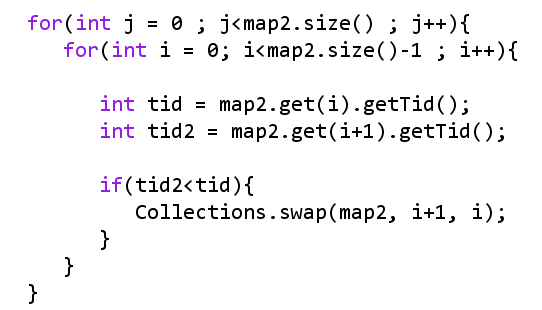 for(int j = 0 ; j<map2.size() ; j++){
   for(int i = 0; i<map2.size()-1 ; i++){
      int tid = map2.get(i).getTid();
      int tid2 = map2.get(i+1).getTid();
      if(tid2<tid){
         Collections.swap(map2, i+1, i);
      }
   }
}